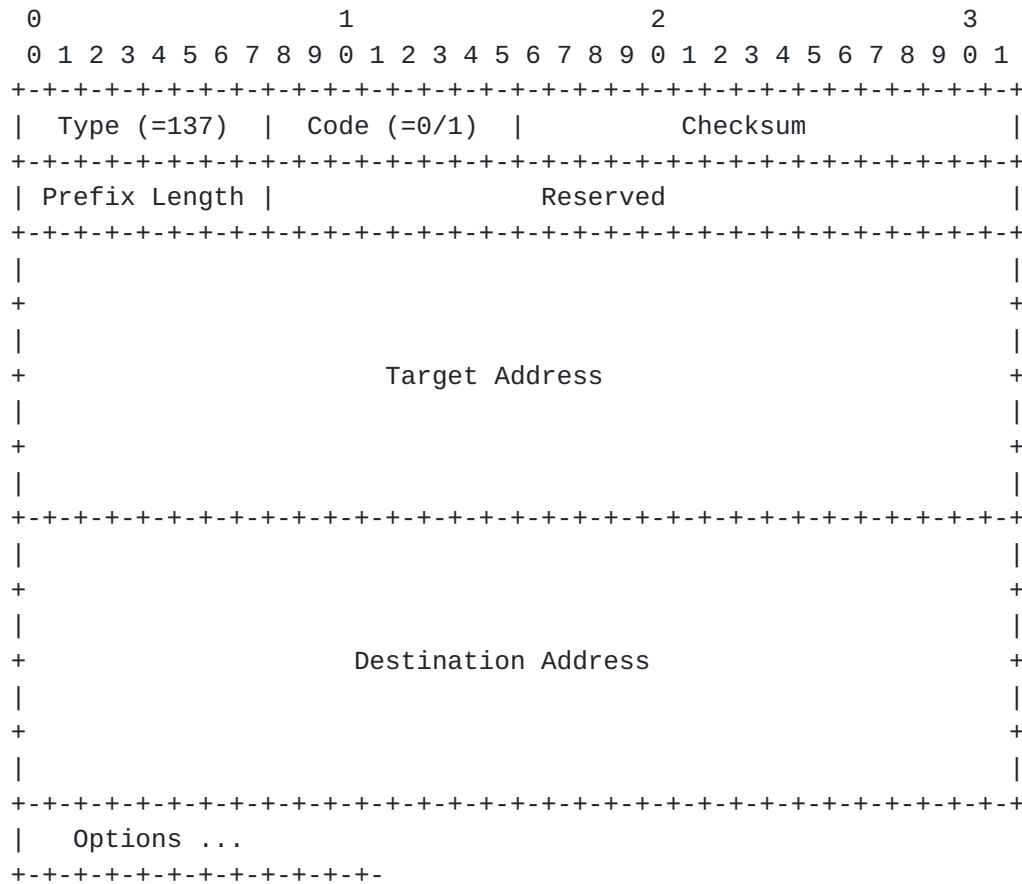 0                   1                   2                   3
 0 1 2 3 4 5 6 7 8 9 0 1 2 3 4 5 6 7 8 9 0 1 2 3 4 5 6 7 8 9 0 1
+-+-+-+-+-+-+-+-+-+-+-+-+-+-+-+-+-+-+-+-+-+-+-+-+-+-+-+-+-+-+-+-+
|  Type (=137)  |  Code (=0/1)  |          Checksum             |
+-+-+-+-+-+-+-+-+-+-+-+-+-+-+-+-+-+-+-+-+-+-+-+-+-+-+-+-+-+-+-+-+
| Prefix Length |                 Reserved                      |
+-+-+-+-+-+-+-+-+-+-+-+-+-+-+-+-+-+-+-+-+-+-+-+-+-+-+-+-+-+-+-+-+
|                                                               |
+                                                               +
|                                                               |
+                       Target Address                          +
|                                                               |
+                                                               +
|                                                               |
+-+-+-+-+-+-+-+-+-+-+-+-+-+-+-+-+-+-+-+-+-+-+-+-+-+-+-+-+-+-+-+-+
|                                                               |
+                                                               +
|                                                               |
+                     Destination Address                       +
|                                                               |
+                                                               +
|                                                               |
+-+-+-+-+-+-+-+-+-+-+-+-+-+-+-+-+-+-+-+-+-+-+-+-+-+-+-+-+-+-+-+-+
|   Options ...
+-+-+-+-+-+-+-+-+-+-+-+-